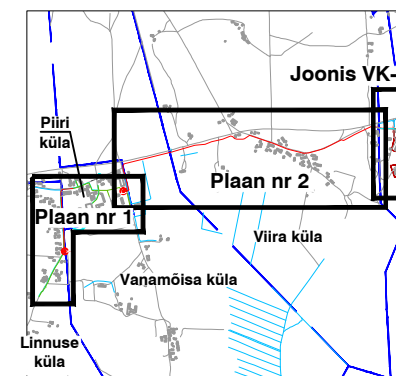 Joonis VK-
Piiri
küla
Plaan nr 2
Plaan nr 1
Viira küla
Vanamõisa küla
Linnuse
küla